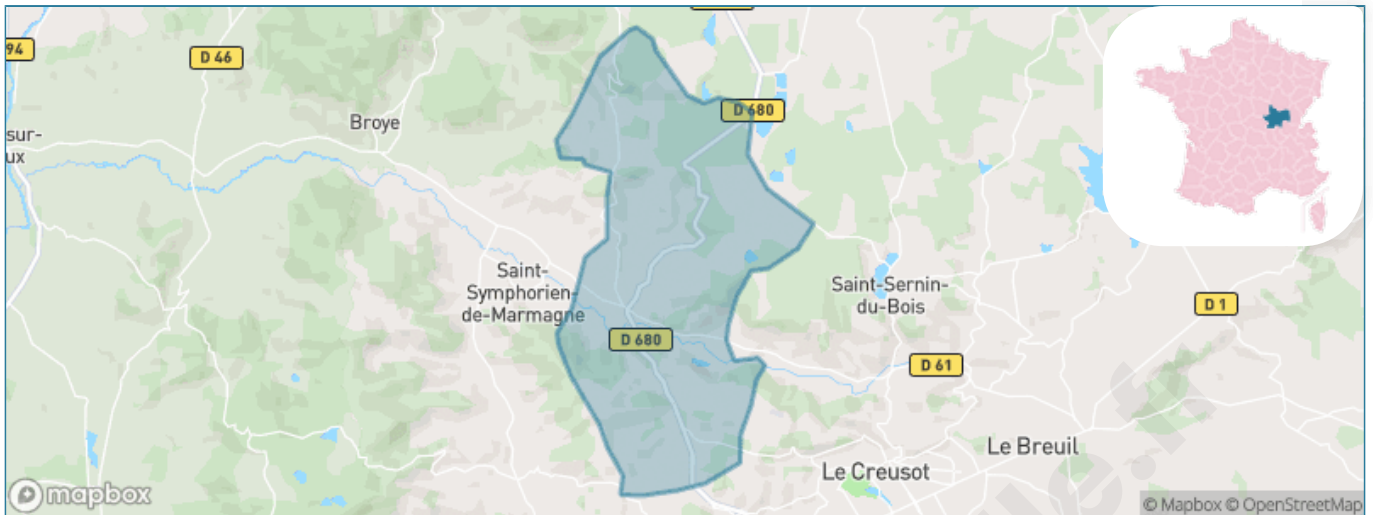 94
D 46
D 680
Broye
sur-
ux
Saint-
Symphorien-
de-Marmagne
Saint-Sernin-
du-Bois
D 1
D 680
D 61
Le Breuil
Le Creusot
mapbox
© Mapbox © OpenStreetMap